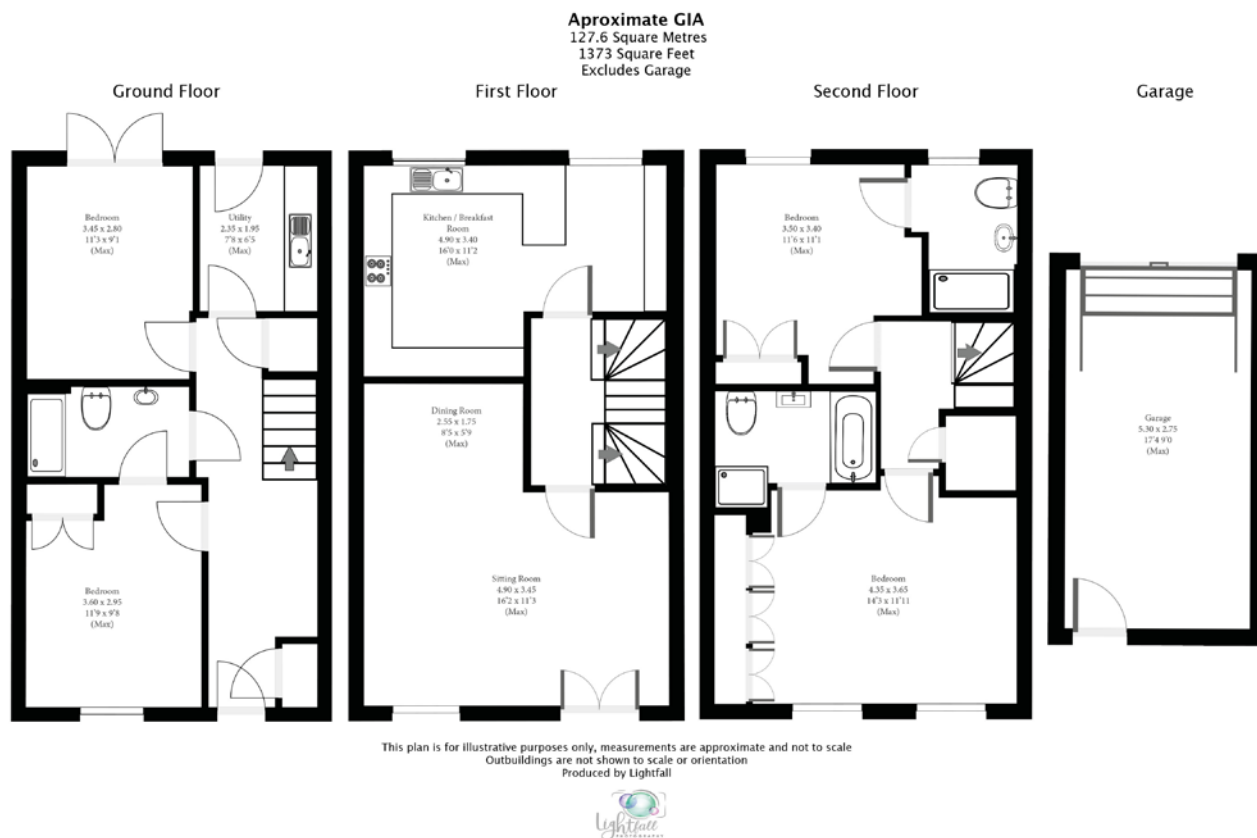 Aproximate GIA
127.6 Square Metres
1373 Square Feet
Excludes Garage
Ground Floor
Bedroom
3.45 x 2.80
11'3 x 9'1
(Max)
Utility
2.35 x 1.95
7'8 x 6'5
(Max)
Bedroom
3.60 x 2.95
11'9 x 9'8
(Max)
First Floor
Kitchen / Breakfast
Room
4.90 x 3.40
16'0 x 11'2
(Max)
Dining Room
2.55 x 1.75
8'5 x 5'9
(Max)
Sitting Room
4.90 x 3.45
16'2 x 11'3
(Max)
Second Floor
Bedroom
3.50 x 3.40
11'6 x 11'1
(Max)
Bedroom
4.35 x 3.65
14'3 x 11'11
(Max)
Garage
Garage
5.30 x 2.75
17'4 9'0
(Max)
This plan is for illustrative purposes only, measurements are approximate and not to scale
Outbuildings are not shown to scale or orientation
Produced by Lightfall
Lightfall
PHOTOGRAPHY